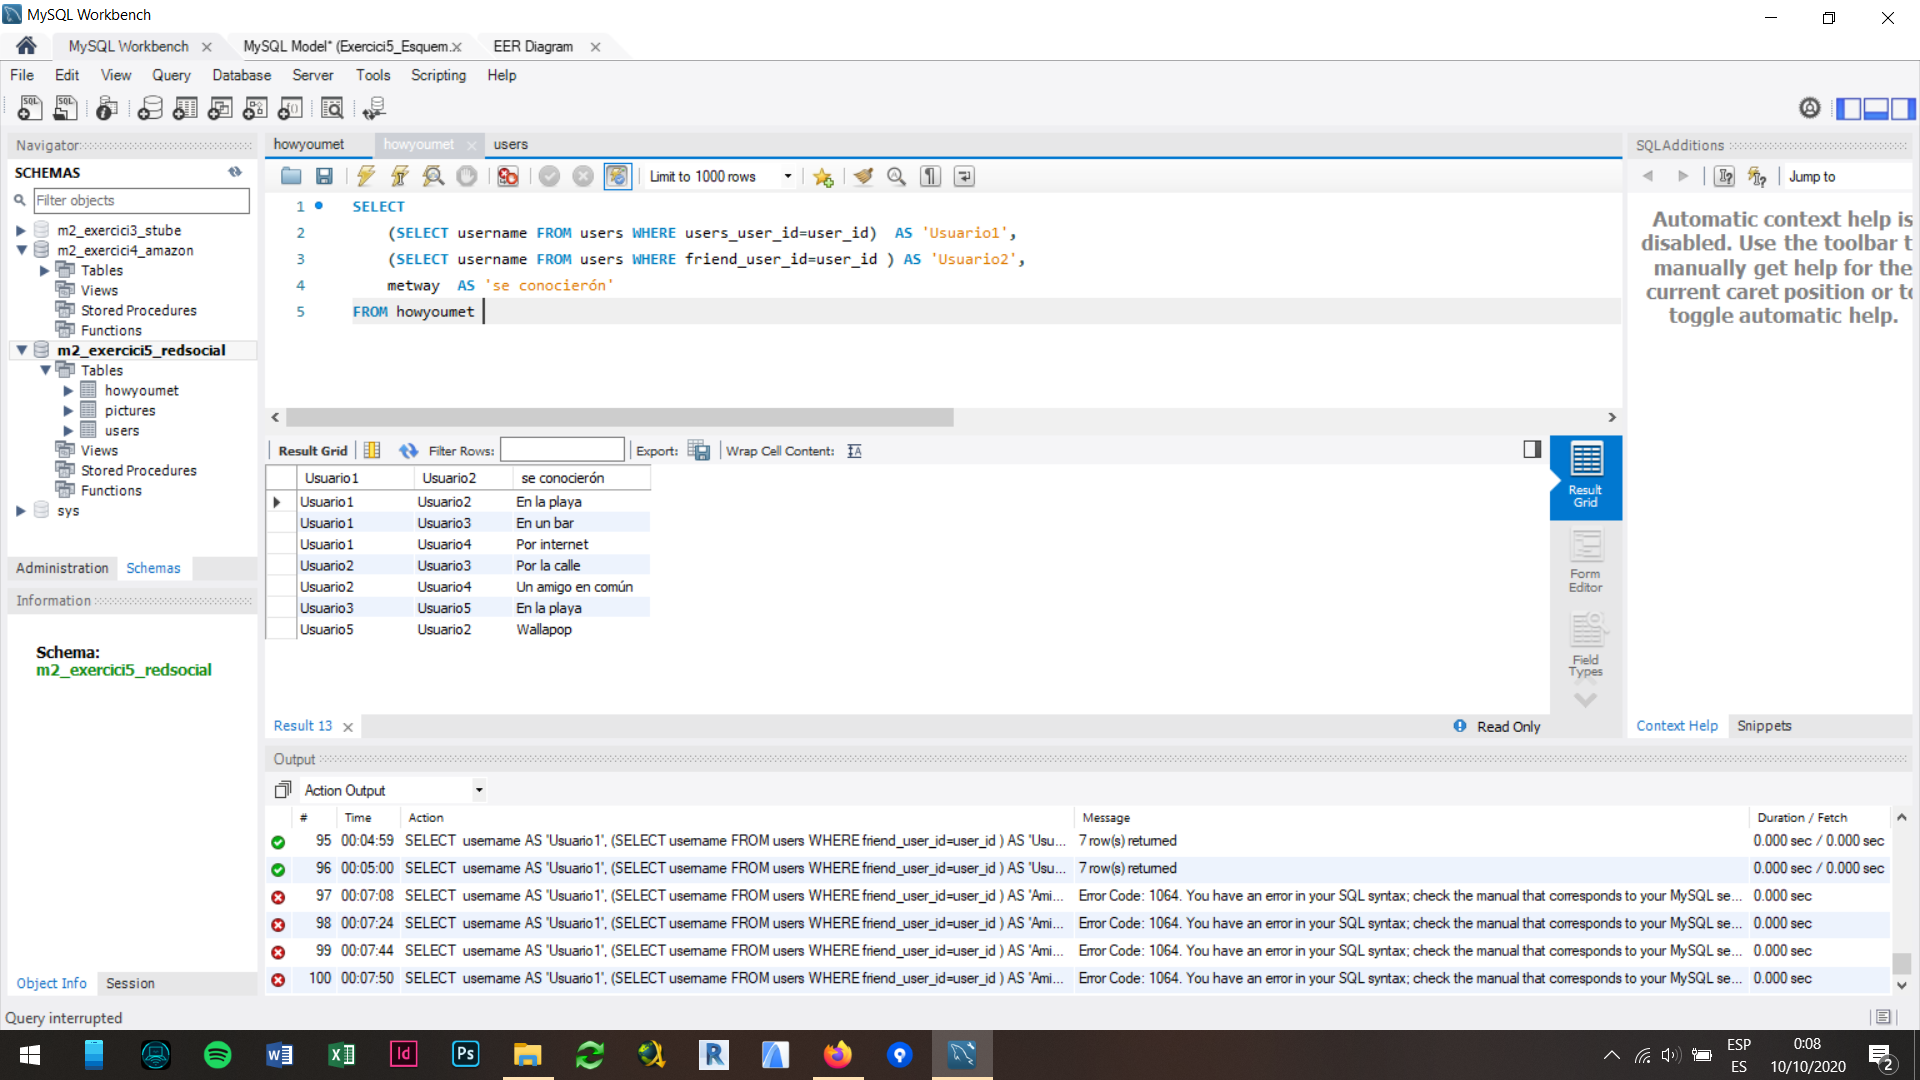 MySQL Workbench
MySQL Workbench
MySQL Model* (Exercici5_Esquem...
EER Diagram
File Edit View Query Database Server Tools Scripting Help
Navigator
SCHEMAS
Filter objects
m2_exercici3_stube
m2_exercici4_amazon
Tables
Views
Stored Procedures
Functions
m2_exercici5_redsocial
Tables
howyoumet
pictures
users
Views
Stored Procedures
Functions
sys
Administration Schemas
Information
Schema:
m2_exercici5_redsocial
Object Info Session
Query interrupted
howyoumet howyoumet users
Limit to 1000 rows
1 SELECT
2 (SELECT username FROM users WHERE users_user_id=user_id) AS 'Usuario1',
3 (SELECT username FROM users WHERE friend_user_id=user_id ) AS 'Usuario2',
4 metway AS 'se conocierón'
5 FROM howyoumet
Result Grid Filter Rows: Export: Wrap Cell Content:
Usuario1 Usuario2 se conocierón
Usuario1 Usuario2 En la playa
Usuario1 Usuario3 En un bar
Usuario1 Usuario4 Por internet
Usuario2 Usuario3 Por la calle
Usuario2 Usuario4 Un amigo en común
Usuario3 Usuario5 En la playa
Usuario5 Usuario2 Wallapop
Result
Grid
Form
Editor
Field
Types
Result 13
Read Only
SQLAdditions
Jump to
Automatic context help is
disabled. Use the toolbar t
manually get help for the
current caret position or to
toggle automatic help.
Context Help Snippets
Output
Action Output
# Time Action Message Duration / Fetch
95 00:04:59 SELECT username AS 'Usuario1', (SELECT username FROM users WHERE friend_user_id=user_id ) AS 'Usu... 7 row(s) returned 0.000 sec / 0.000 sec
96 00:05:00 SELECT username AS 'Usuario1', (SELECT username FROM users WHERE friend_user_id=user_id ) AS 'Usu... 7 row(s) returned 0.000 sec / 0.000 sec
97 00:07:08 SELECT username AS 'Usuario1', (SELECT username FROM users WHERE friend_user_id=user_id ) AS 'Ami... Error Code: 1064. You have an error in your SQL syntax; check the manual that corresponds to your MySQL se... 0.000 sec
98 00:07:24 SELECT username AS 'Usuario1', (SELECT username FROM users WHERE friend_user_id=user_id ) AS 'Ami... Error Code: 1064. You have an error in your SQL syntax; check the manual that corresponds to your MySQL se... 0.000 sec
99 00:07:44 SELECT username AS 'Usuario1', (SELECT username FROM users WHERE friend_user_id=user_id ) AS 'Ami... Error Code: 1064. You have an error in your SQL syntax; check the manual that corresponds to your MySQL se... 0.000 sec
100 00:07:50 SELECT username AS 'Usuario1', (SELECT username FROM users WHERE friend_user_id=user_id ) AS 'Ami... Error Code: 1064. You have an error in your SQL syntax; check the manual that corresponds to your MySQL se... 0.000 sec
ESP
ES
0:08
10/10/2020
2